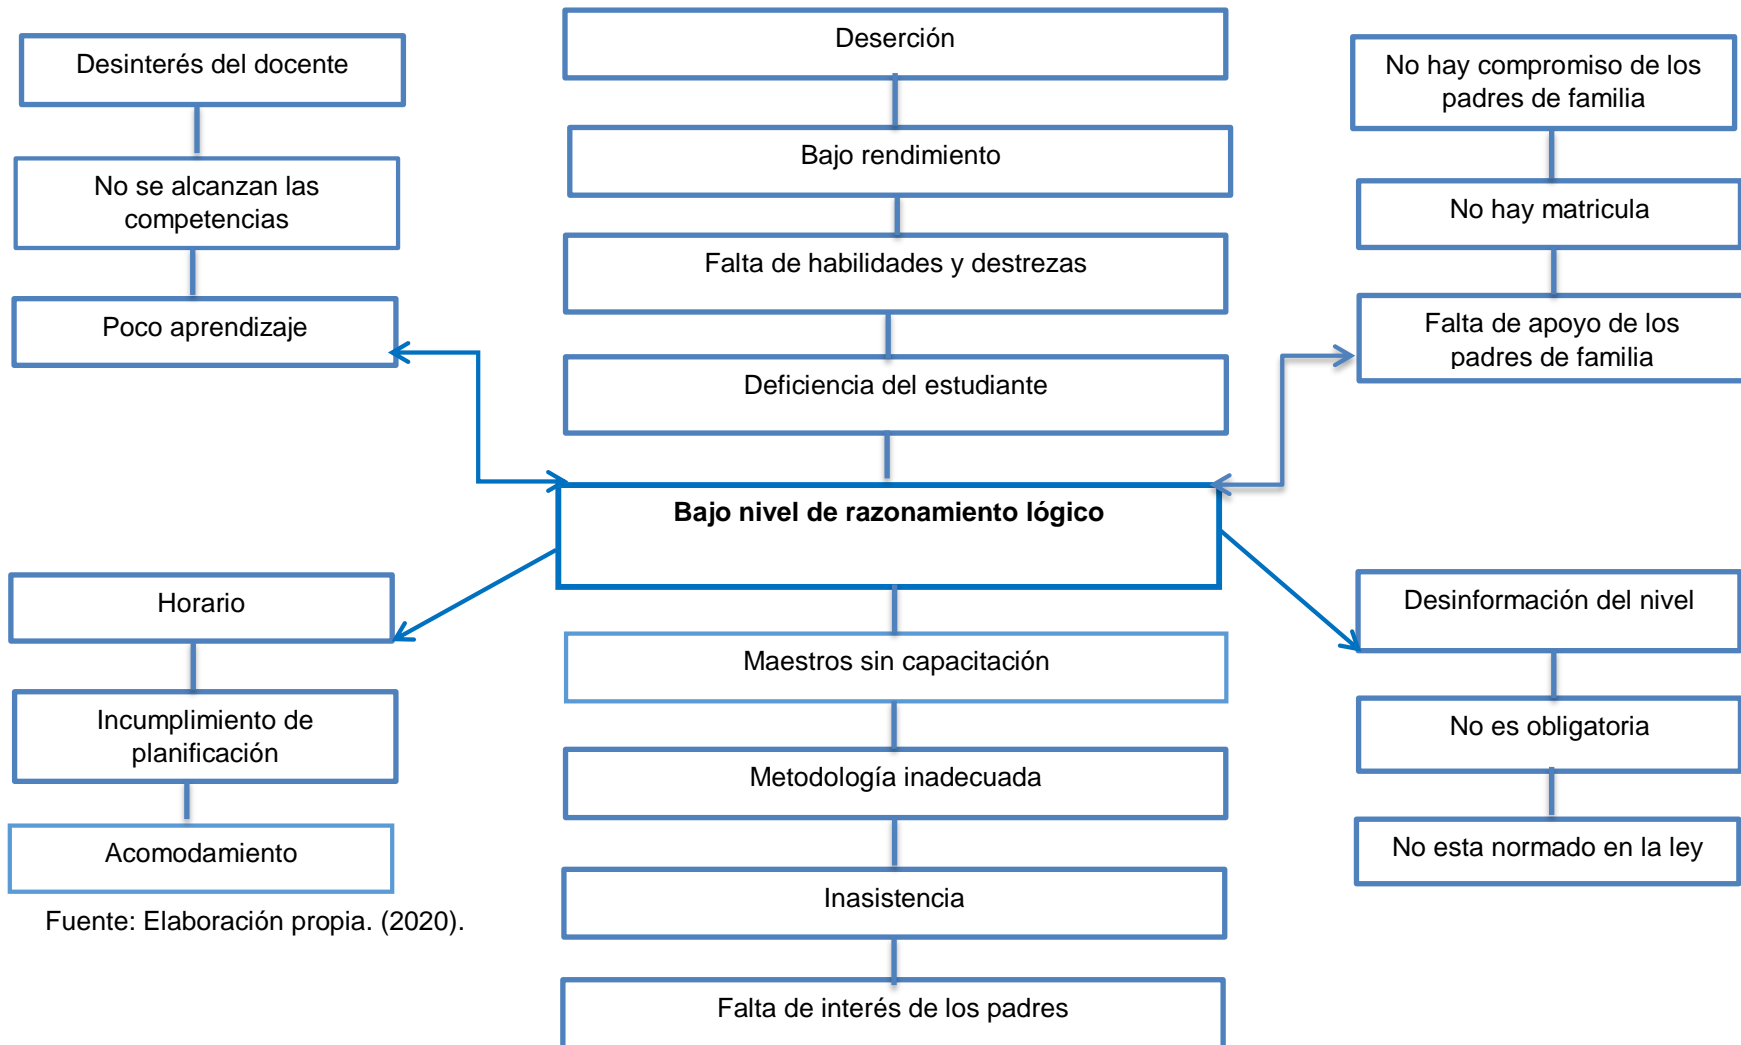 Desinterés del docente
No se alcanzan las
competencias
Poco aprendizaje
Deserción
Bajo rendimiento
Falta de habilidades y destrezas
Deficiencia del estudiante
No hay compromiso de los
padres de familia
No hay matricula
Falta de apoyo de los
padres de familia
Bajo nivel de razonamiento lógico
Horario
Incumplimiento de
planificación
Acomodamiento
Maestros sin capacitación
Metodología inadecuada
Inasistencia
Falta de interés de los padres
Desinformación del nivel
No es obligatoria
No esta normado en la ley
Fuente: Elaboración propia. (2020).